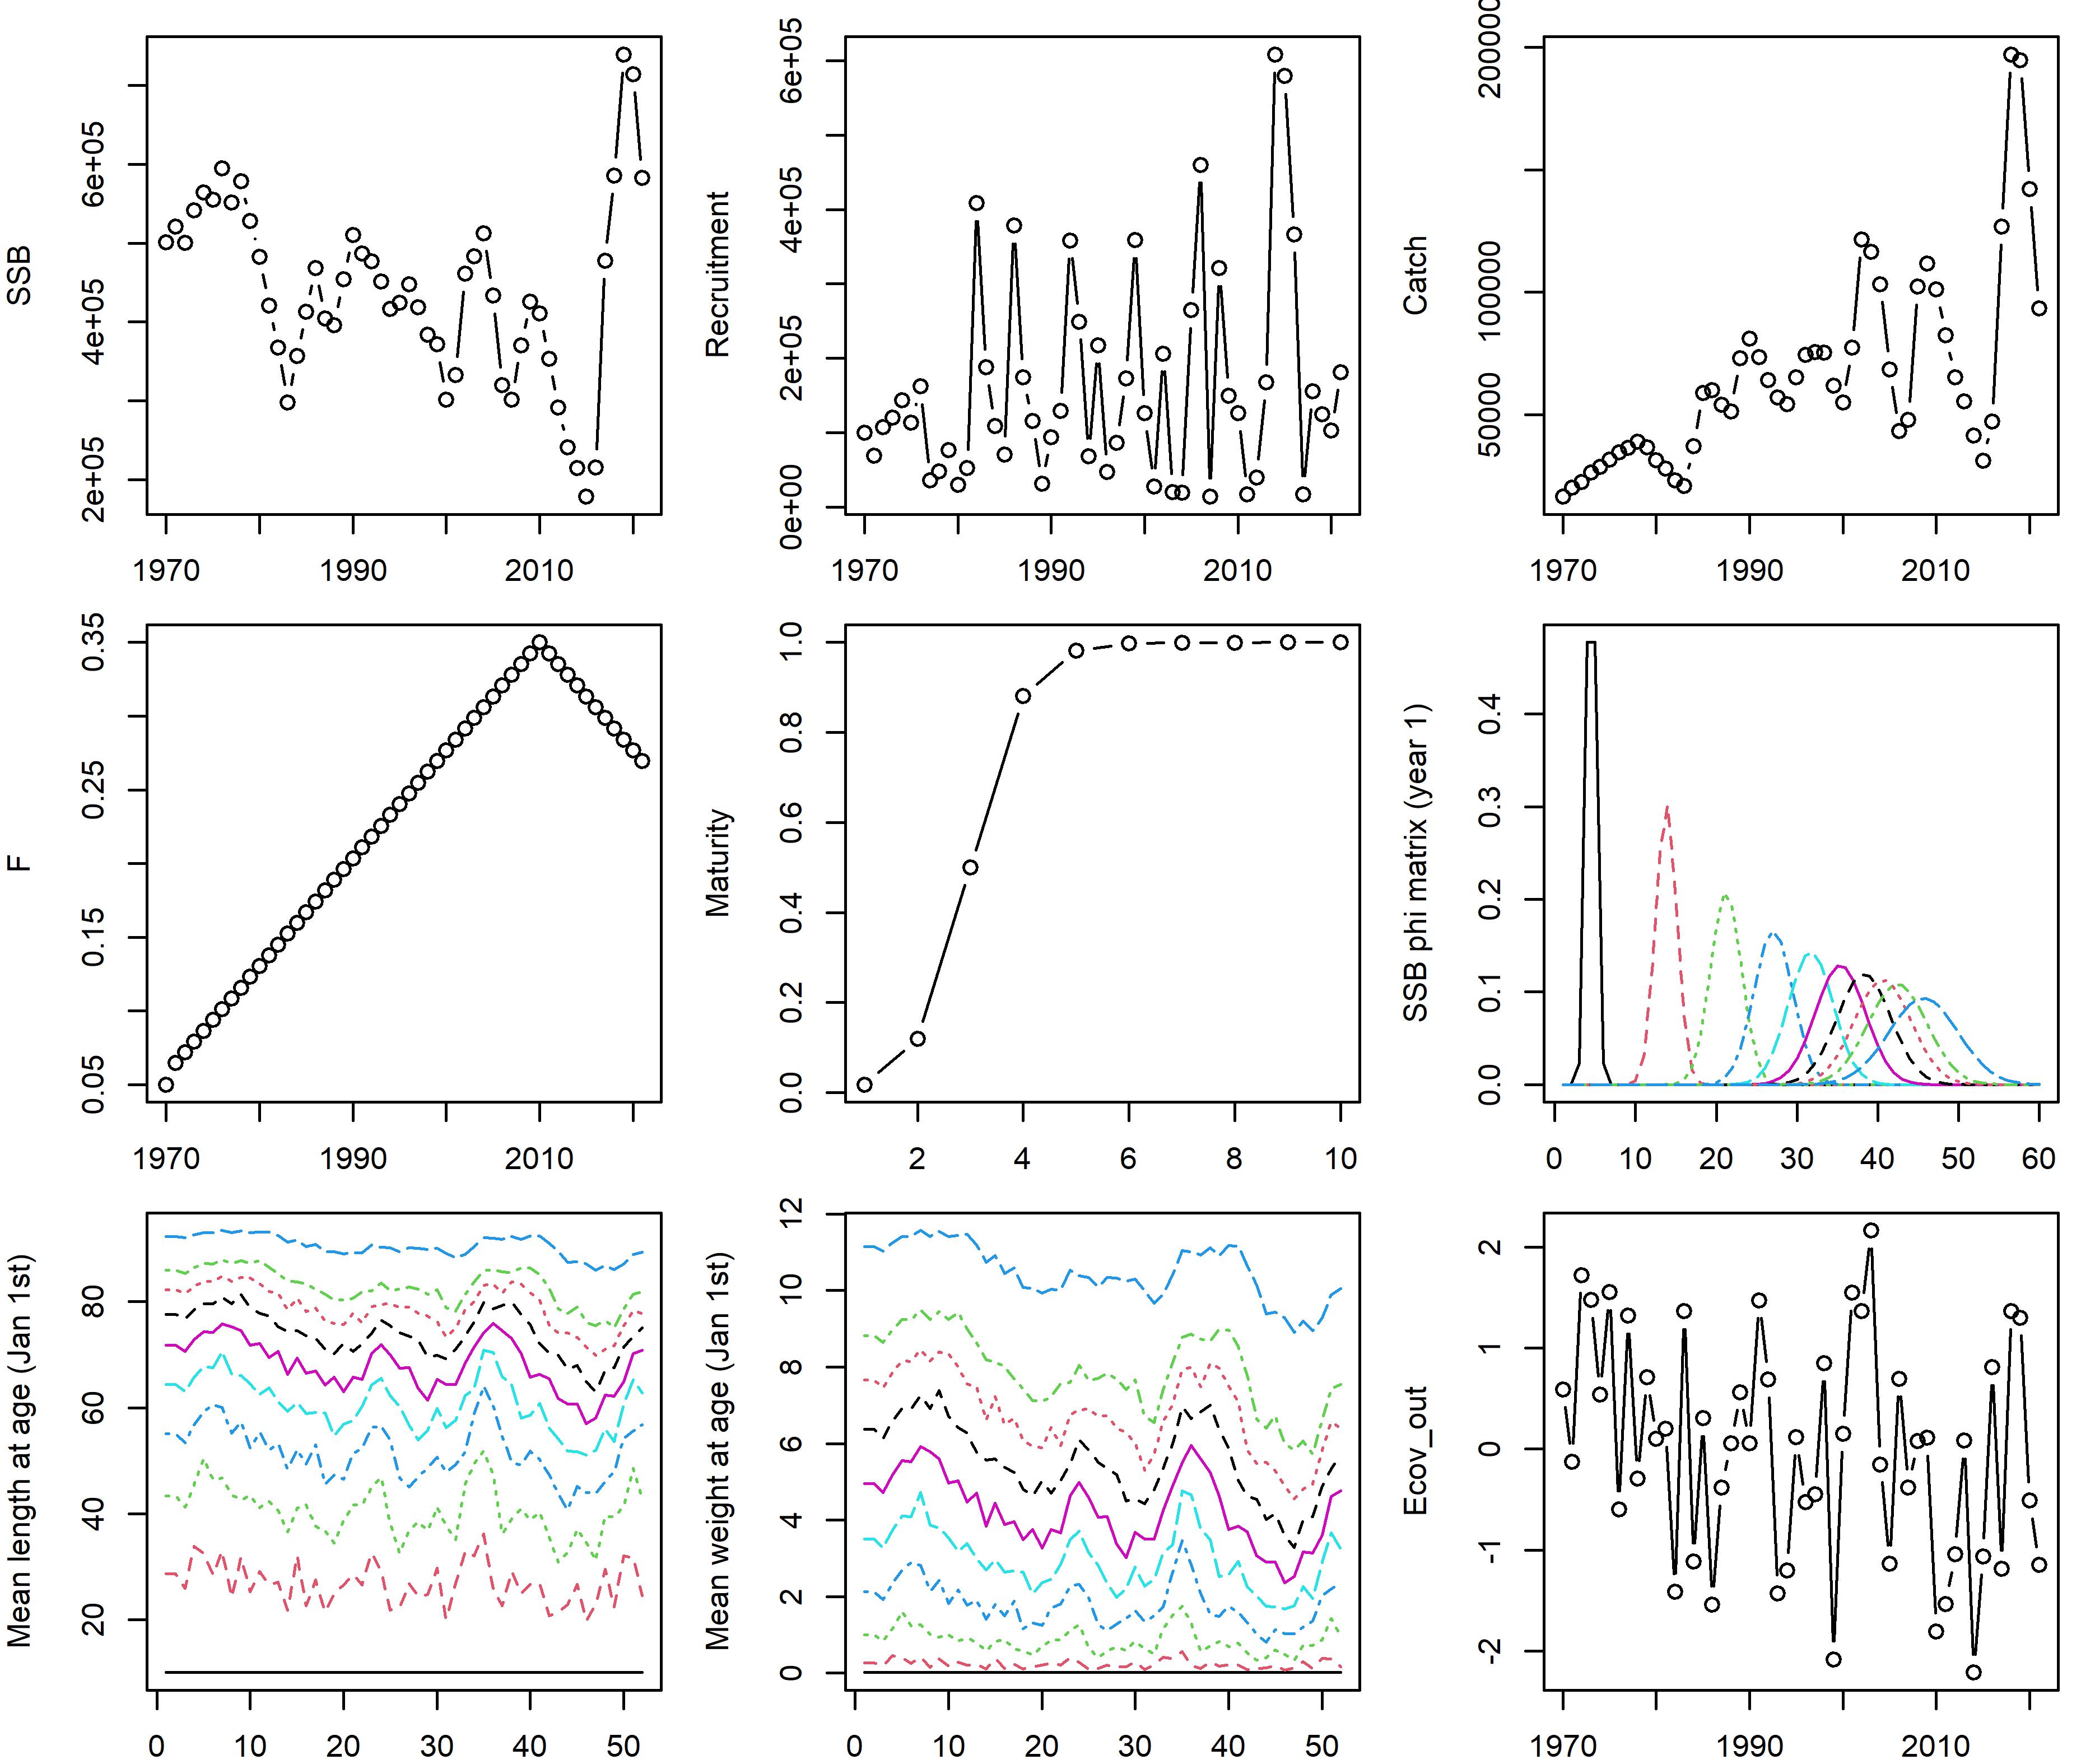 SSB
2e+05 4e+05 6e+05
1970 1990 2010
Recruitment
0e+00 2e+05 4e+05 6e+05
1970 1990 2010
Catch
50000 100000 200000
1970 1990 2010
F
0.05 0.15 0.25 0.35
1970 1990 2010
Maturity
0.0 0.2 0.4 0.6 0.8 1.0
2 4 6 8 10
SSB phi matrix (year 1)
0.0 0.1 0.2 0.3 0.4
0 10 20 30 40 50 60
Mean length at age (Jan 1st)
20 40 60 80
0 10 20 30 40 50
Mean weight at age (Jan 1st)
0 2 4 6 8 10 12
0 10 20 30 40 50
Ecov_out
-2 -1 0 1 2
1970 1990 2010